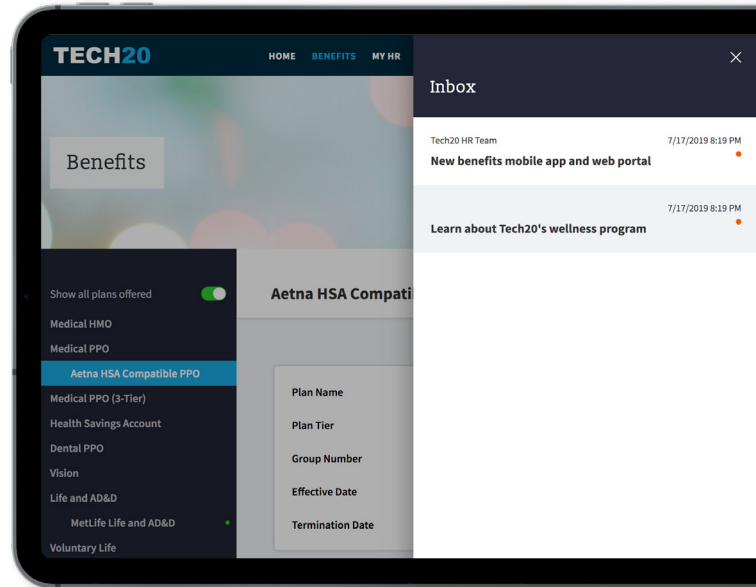 TECH20
HOME BENEFITS MY HR
Benefits
Show all plans offered
Medical HMO
Medical PPO
Aetna HSA Compatible PPO
Medical PPO (3-Tier)
Health Savings Account
Dental PPO
Vision
Life and AD&D
MetLife Life and AD&D
Voluntary Life
Aetna HSA Compati
Plan Name
Plan Tier
Group Number
Effective Date
Termination Date
Inbox
Tech20 HR Team 7/17/2019 8:19 PM
New benefits mobile app and web portal
7/17/2019 8:19 PM
Learn about Tech20's wellness program